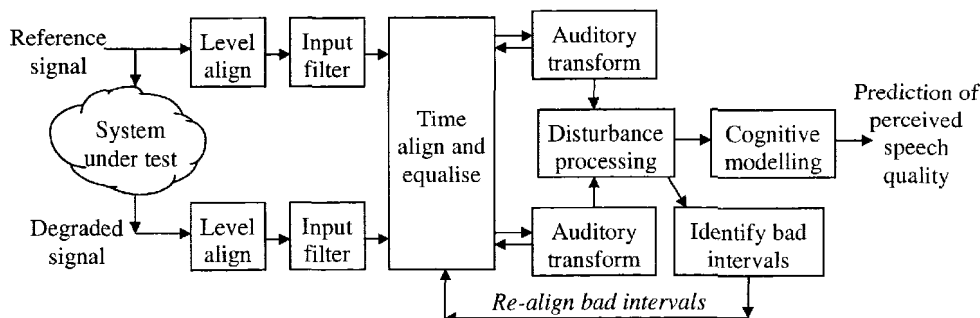 Reference
signal
Level
align
Input
filter
Auditory
transform
System
under test
Time
align and
equalise
Disturbance
processing
Cognitive
modelling
Prediction of
perceived
speech
quality
Degraded
signal
Level
align
Input
filter
Auditory
transform
Identify bad
intervals
Re-align bad intervals